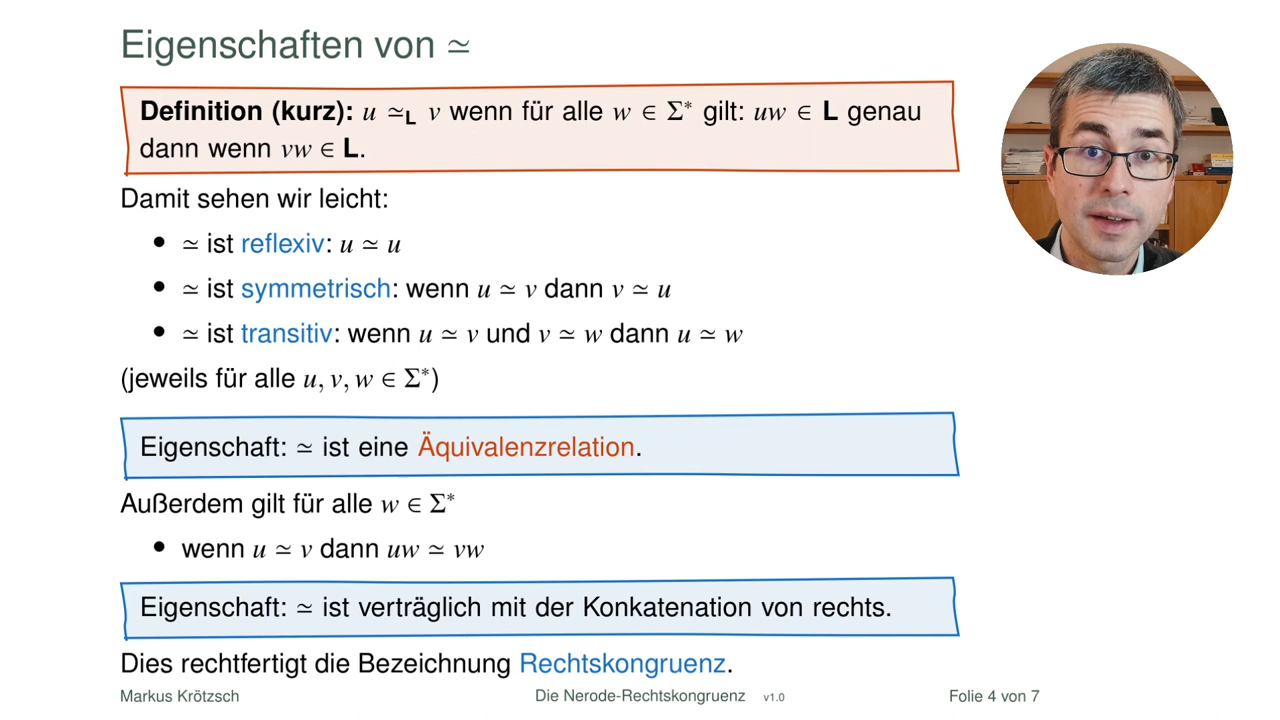 Eigenschaften von ≃
Definition (kurz): u ≃L v wenn für alle w ∈ Σ* gilt: uw ∈ L genau
dann wenn vw ∈ L.
Damit sehen wir leicht:
• ≃ ist reflexiv: u ≃ u
• ≃ ist symmetrisch: wenn u ≃ v dann v ≃ u
• ≃ ist transitiv: wenn u ≃ v und v ≃ w dann u ≃ w
(jeweils für alle u, v, w ∈ Σ*)
Eigenschaft: ≃ ist eine Äquivalenzrelation.
Außerdem gilt für alle w ∈ Σ*
• wenn u ≃ v dann uw ≃ vw
Eigenschaft: ≃ ist verträglich mit der Konkatenation von rechts.
Dies rechtfertigt die Bezeichnung Rechtskongruenz.
Markus Krötzsch Die Nerode-Rechtskongruenz v1.0 Folie 4 von 7